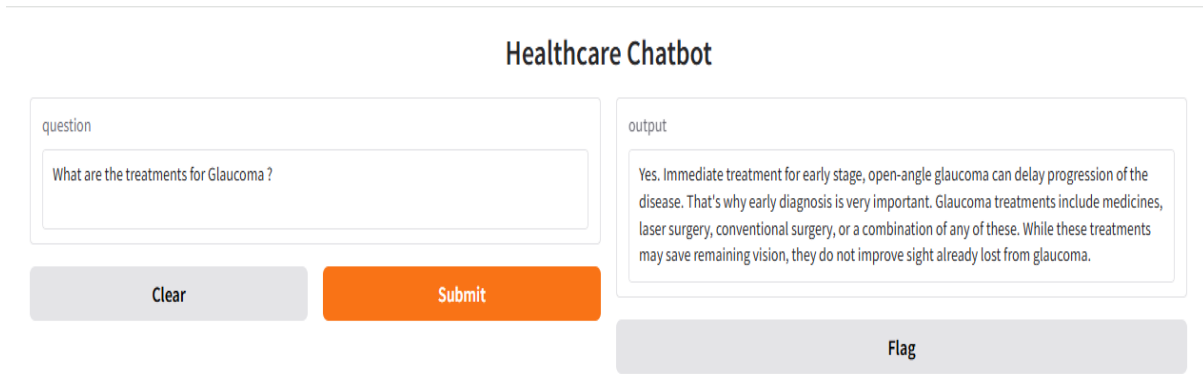 Healthcare Chatbot
question
What are the treatments for Glaucoma ?
Clear
Submit
output
Yes. Immediate treatment for early stage, open-angle glaucoma can delay progression of the
disease. That's why early diagnosis is very important. Glaucoma treatments include medicines,
laser surgery, conventional surgery, or a combination of any of these. While these treatments
may save remaining vision, they do not improve sight already lost from glaucoma.
Flag